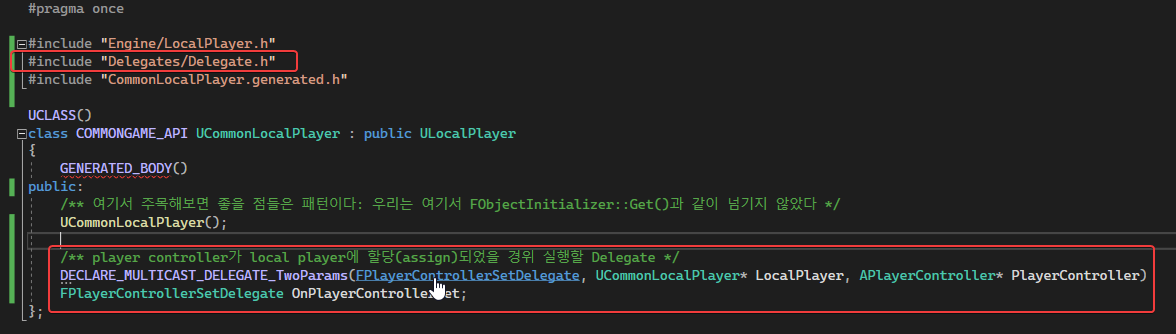 #pragma once
#include "Engine/LocalPlayer.h"
#include "Delegates/Delegate.h"
#include "CommonLocalPlayer.generated.h"
UCLASS()
class COMMONGAME_API UCommonLocalPlayer : public ULocalPlayer
{
GENERATED_BODY()
public:
/** 여기서 주목해보면 좋을 점들은 패턴이다: 우리는 여기서 FObjectInitializer::Get()과 같이 넘기지 않았다 */
UCommonLocalPlayer();
/** player controller가 local player에 할당(assign)되었을 경위 실행할 Delegate */
DECLARE_MULTICAST_DELEGATE_TwoParams(FPlayerControllerSetDelegate, UCommonLocalPlayer* LocalPlayer, APlayerController* PlayerController)
FPlayerControllerSetDelegate OnPlayerControllerSet;
};